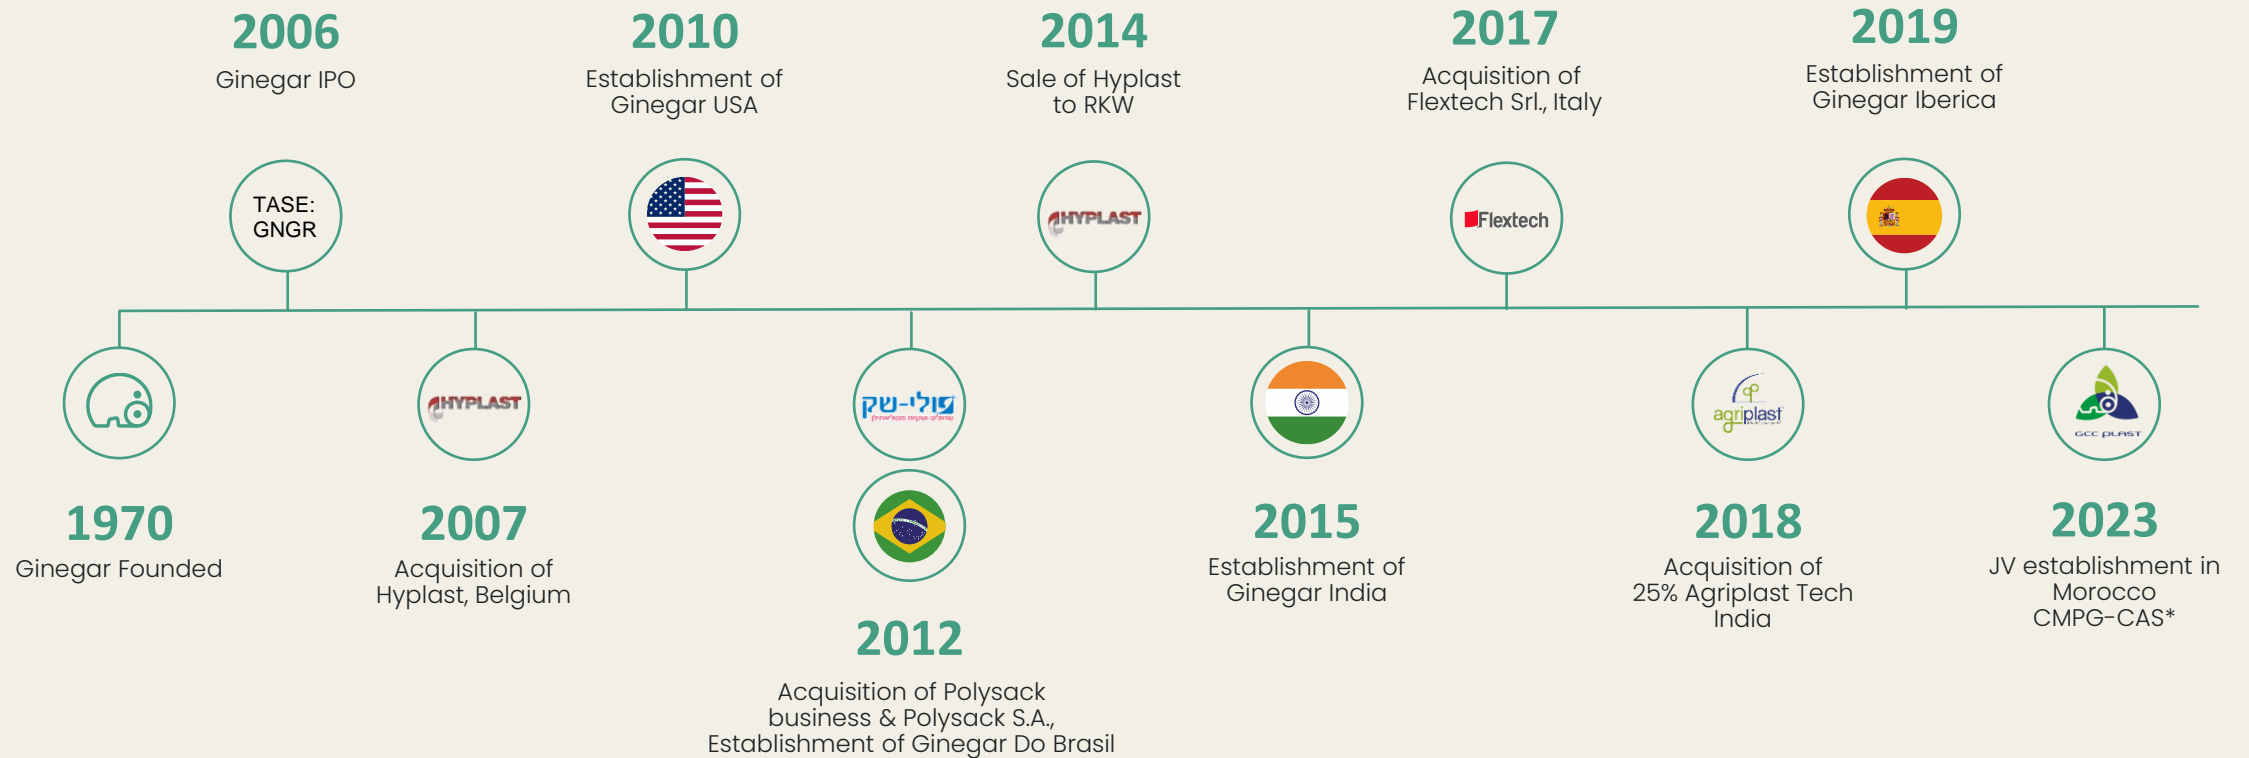 2006
Ginegar IPO
2010
Establishment of
Ginegar USA
2014
Sale of Hyplast
to RKW
2017
Acquisition of
Flextech Srl., Italy
2019
Establishment of
Ginegar Iberica
TASE:
GNGR
HYPLAST
Flextech
HYPLAST
פולי-שק
agriplast
GCC PLAST
1970
Ginegar Founded
2007
Acquisition of
Hyplast, Belgium
2012
Acquisition of Polysack
business & Polysack S.A.,
Establishment of Ginegar Do Brasil
2015
Establishment of
Ginegar India
2018
Acquisition of
25% Agriplast Tech
India
2023
JV establishment in
Morocco
CMPG-CAS*